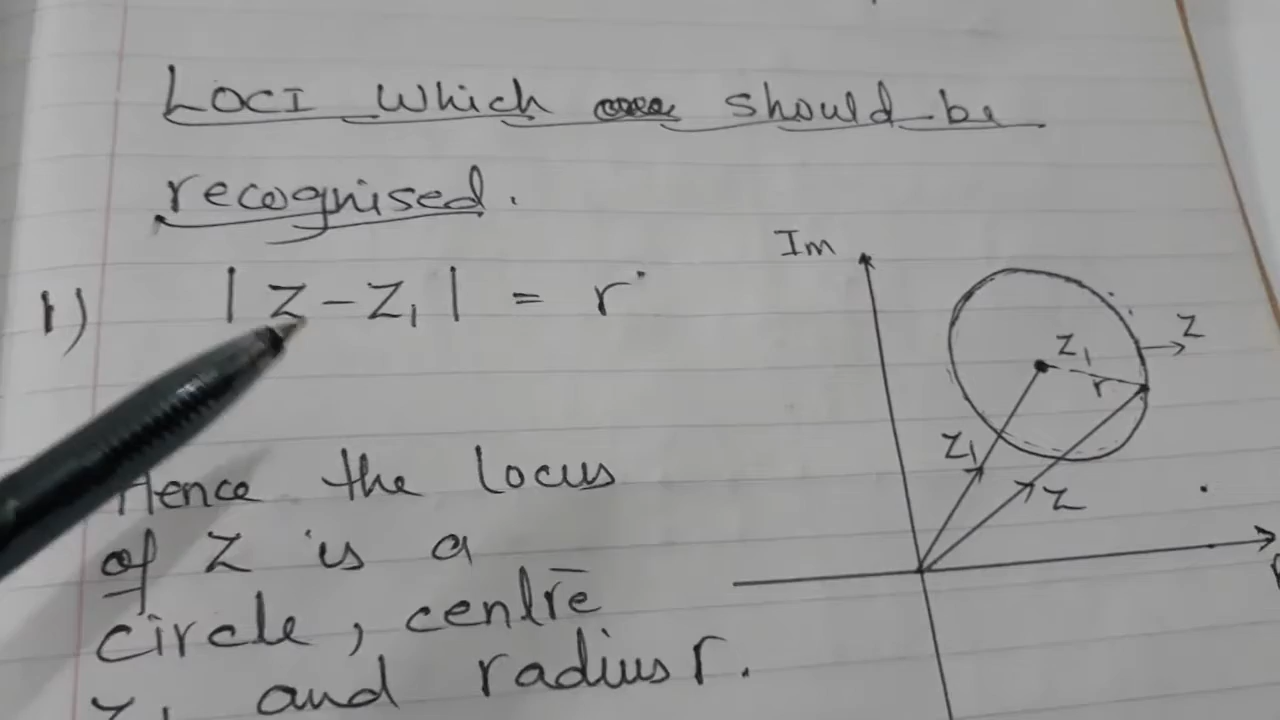 Loci which should be
recognised.
1) | z - z₁ | = r
Hence the locus
of z is a
circle, centre
z₁ and radius r.
Im
z₁
r
z
z₁
z